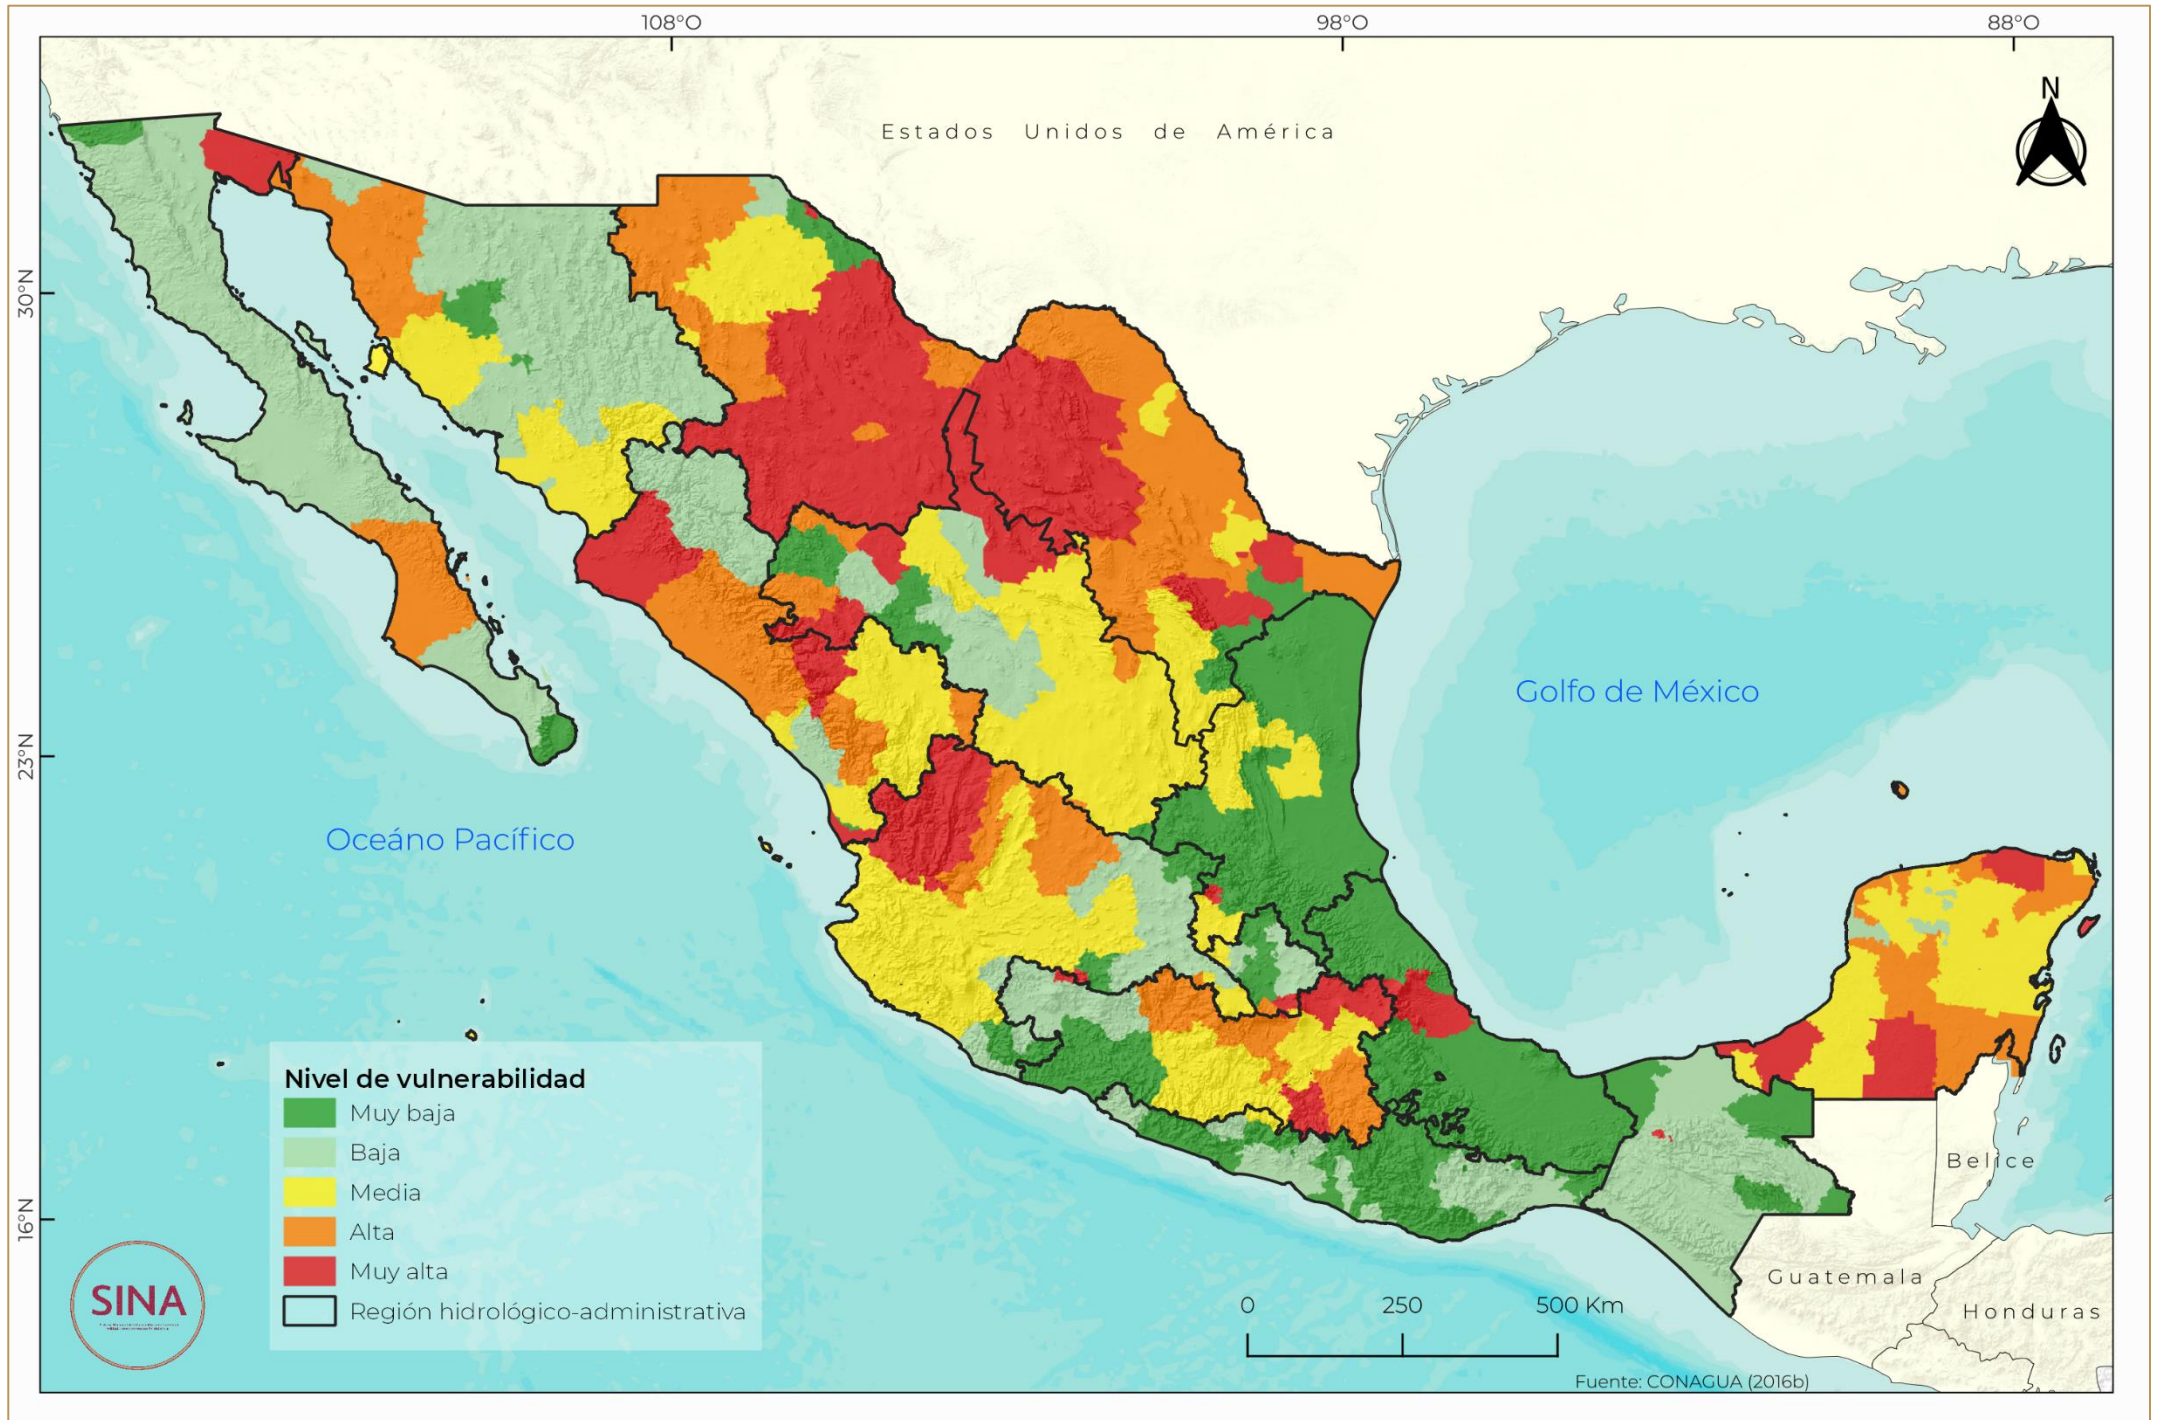 108°O
98°O
88°O
N
Estados Unidos de América
30°N
Golfo de México
23°N
Oceáno Pacífico
Nivel de vulnerabilidad
Muy baja
Baja
Media
Alta
Muy alta
Región hidrológico-administrativa
Belice
16°N
Guatemala
Honduras
SINA
0
250
500 Km
Fuente: CONAGUA (2016b)